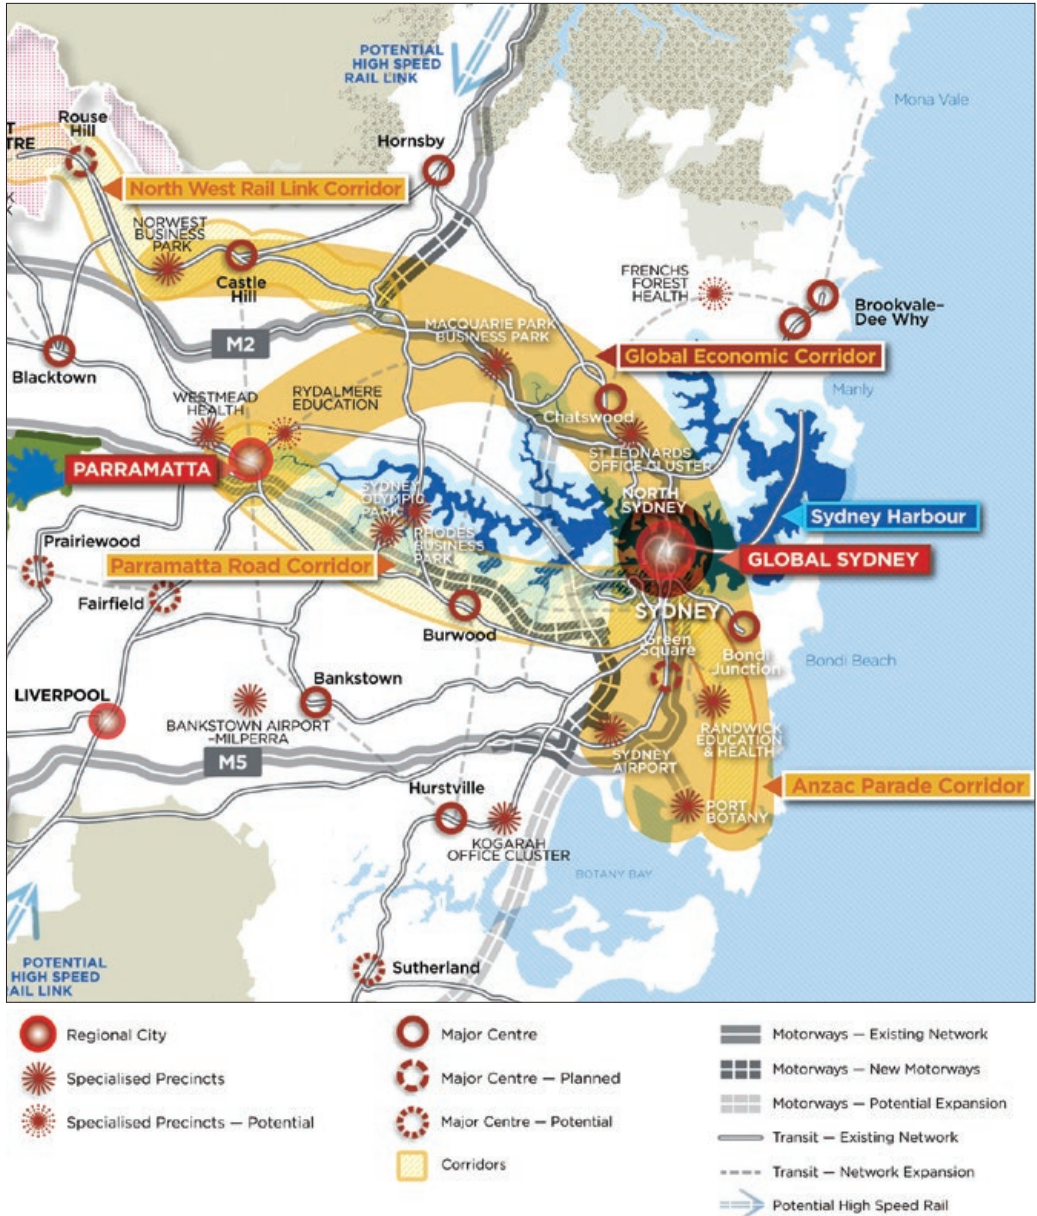 POTENTIAL
HIGH SPEED
RAIL LINK
Mona Vale
Rouse
Hill
TRE
Hornsby
North West Rail Link Corridor
NORWEST
BUSINESS
PARK
Castle
Hill
FRENCHS
FOREST
HEALTH
Brookvale–
Dee Why
M2
MACQUARIE PARK
BUSINESS PARK
Global Economic Corridor
Blacktown
Manly
WESTMEAD
HEALTH
RYDALMERE
EDUCATION
Chatswood
ST LEONARDS
OFFICE CLUSTER
PARRAMATTA
SYDNEY
OLYMPIC
PARK
NORTH
SYDNEY
Sydney Harbour
RHODES
BUSINESS
PARK
Prairiewood
Parramatta Road Corridor
GLOBAL SYDNEY
Fairfield
SYDNEY
Burwood
Green
Square
Bondi
Junction
Bondi Beach
LIVERPOOL
Bankstown
BANKSTOWN AIRPORT
–MILPERRA
RANDWICK
EDUCATION
& HEALTH
M5
SYDNEY
AIRPORT
Hurstville
Anzac Parade Corridor
PORT
BOTANY
KOGARAH
OFFICE CLUSTER
BOTANY BAY
POTENTIAL
HIGH SPEED
AIL LINK
Sutherland
Regional City
Specialised Precincts
Specialised Precincts — Potential
Major Centre
Major Centre — Planned
Major Centre — Potential
Corridors
Motorways — Existing Network
Motorways — New Motorways
Motorways — Potential Expansion
Transit — Existing Network
Transit — Network Expansion
Potential High Speed Rail